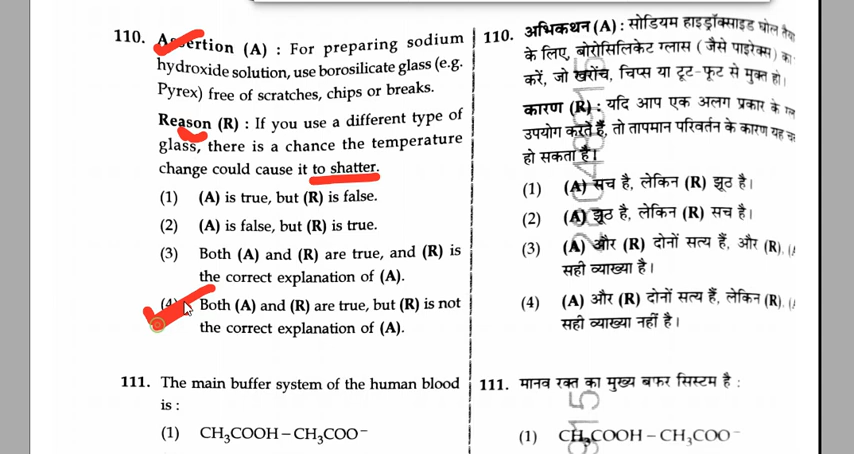 110. Assertion (A) : For preparing sodium
hydroxide solution, use borosilicate glass (e.g.
Pyrex) free of scratches, chips or breaks.
Reason (R) : If you use a different type of
glass, there is a chance the temperature
change could cause it to shatter.
(1) (A) is true, but (R) is false.
(2) (A) is false, but (R) is true.
(3) Both (A) and (R) are true, and (R) is
the correct explanation of (A).
(4) Both (A) and (R) are true, but (R) is not
the correct explanation of (A).
111. The main buffer system of the human blood
is :
(1) CH₃COOH – CH₃COO⁻
110. अभिकथन (A) : सोडियम हाइड्रॉक्साइड घोल
के लिए, बोरोसिलिकेट ग्लास (जैसे पाइरेक्स) का
करें, जो खरोंच, चिप्स या टूट-फूट से मुक्त हो।
कारण (R) : यदि आप एक अलग प्रकार के
उपयोग करते हैं, तो तापमान परिवर्तन के कारण यह
हो सकता है।
(1) (A) सच है, लेकिन (R) झूठ है।
(2) (A) झूठ है, लेकिन (R) सच है।
(3) (A) और (R) दोनों सत्य हैं, और (R),
सही व्याख्या है।
(4) (A) और (R) दोनों सत्य हैं, लेकिन (R),
सही व्याख्या नहीं है।
111. मानव रक्त का मुख्य बफर सिस्टम है :
(1) CH₃COOH – CH₃COO⁻